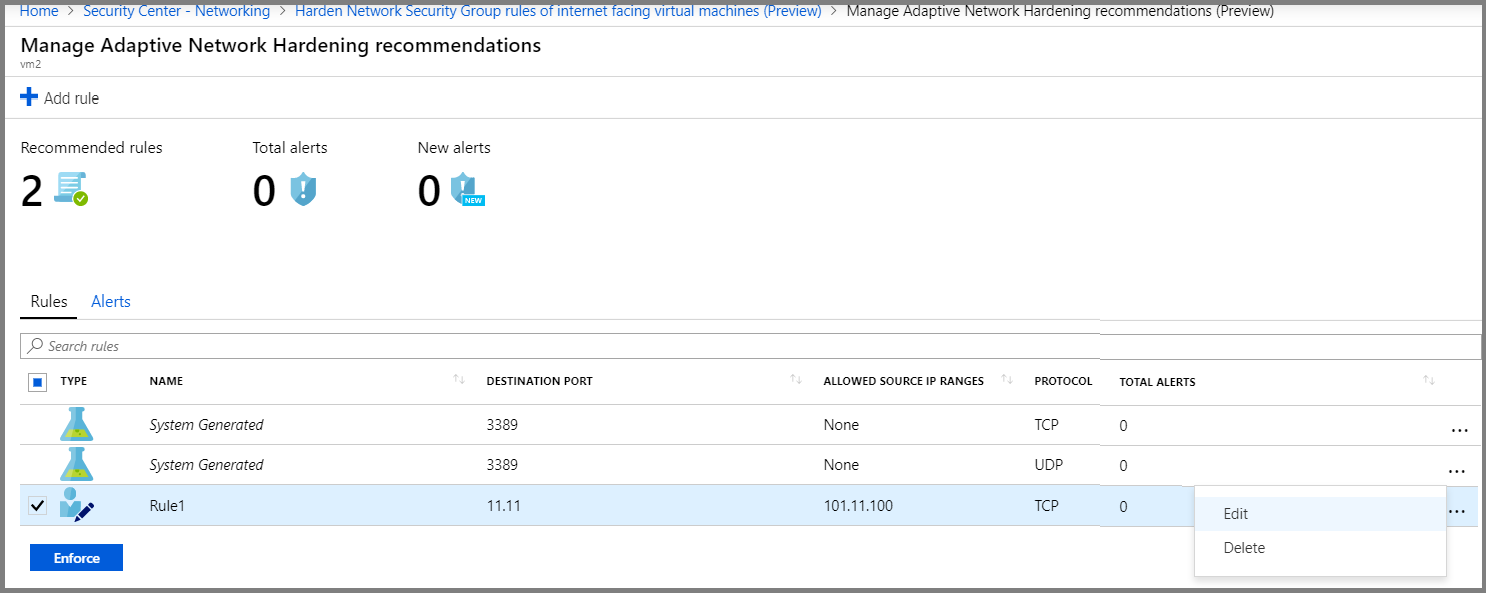 Home > Security Center - Networking > Harden Network Security Group rules of internet facing virtual machines (Preview) > Manage Adaptive Network Hardening recommendations (Preview)
Manage Adaptive Network Hardening recommendations
vm2
Add rule
Recommended rules Total alerts New alerts
2 0 0 NEW
Rules Alerts
Search rules
TYPE NAME DESTINATION PORT ALLOWED SOURCE IP RANGES PROTOCOL TOTAL ALERTS
System Generated 3389 None TCP 0 ...
System Generated 3389 None UDP 0 ...
Rule1 11.11 101.11.100 TCP 0 ...
Edit
Delete
Enforce